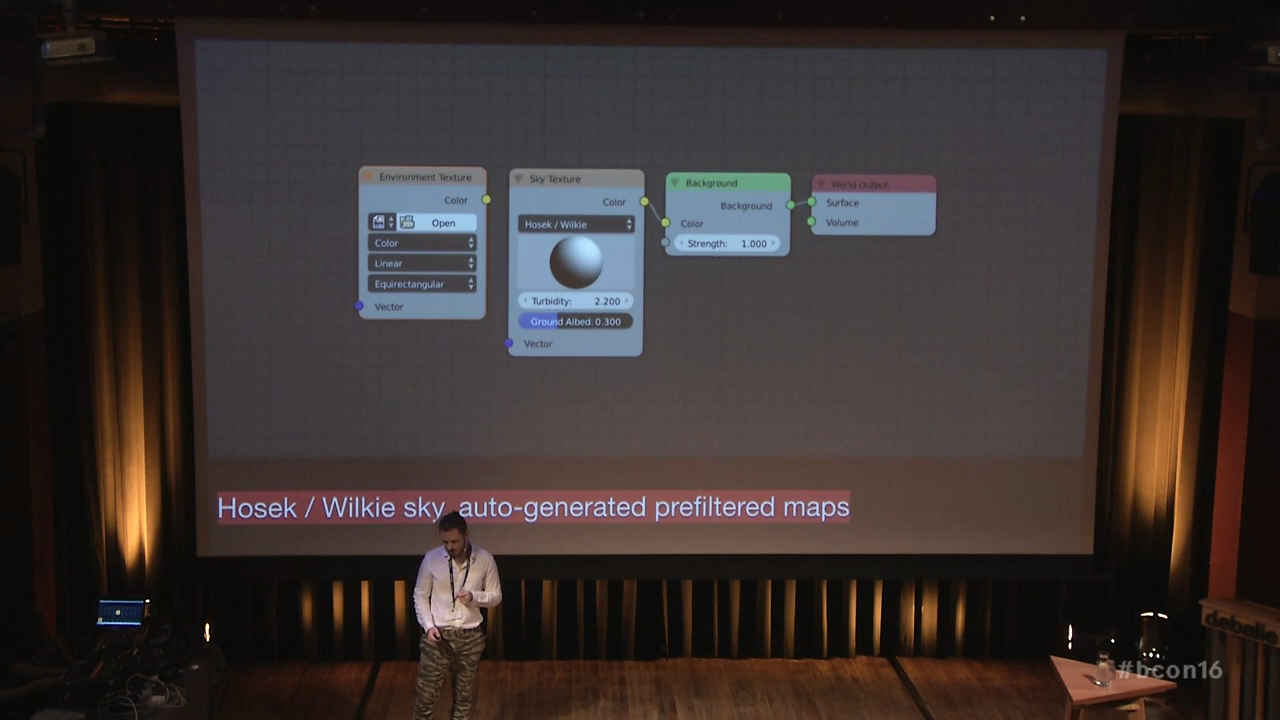 Environment Texture
Color
Open
Color
Linear
Equirectangular
Vector
Sky Texture
Color
Hosek / Wilkie
Turbidity: 2.200
Ground Albed: 0.300
Vector
Background
Background
Color
Strength: 1.000
World Output
Surface
Volume
Hosek / Wilkie sky, auto-generated prefiltered maps
debalie
#bcon16